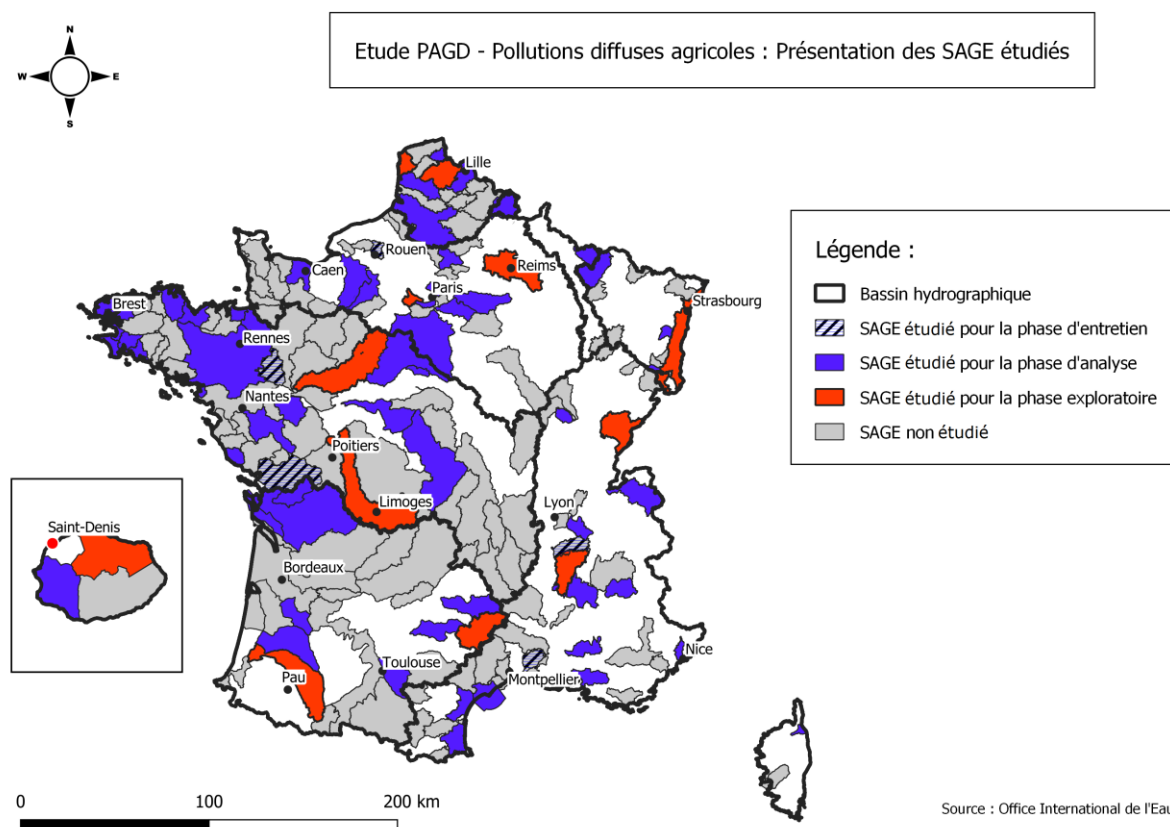 Etude PAGD - Pollutions diffuses agricoles : Présentation des SAGE étudiés
N
W E
S
Lille
Rouen
Caen
Reims
Paris
Strasbourg
Brest
Rennes
Nantes
Poitiers
Limoges
Lyon
Bordeaux
Toulouse
Montpellier
Nice
Pau
Saint-Denis
Légende :
Bassin hydrographique
SAGE étudié pour la phase d'entretien
SAGE étudié pour la phase d'analyse
SAGE étudié pour la phase exploratoire
SAGE non étudié
0 100 200 km
Source : Office International de l'Eau